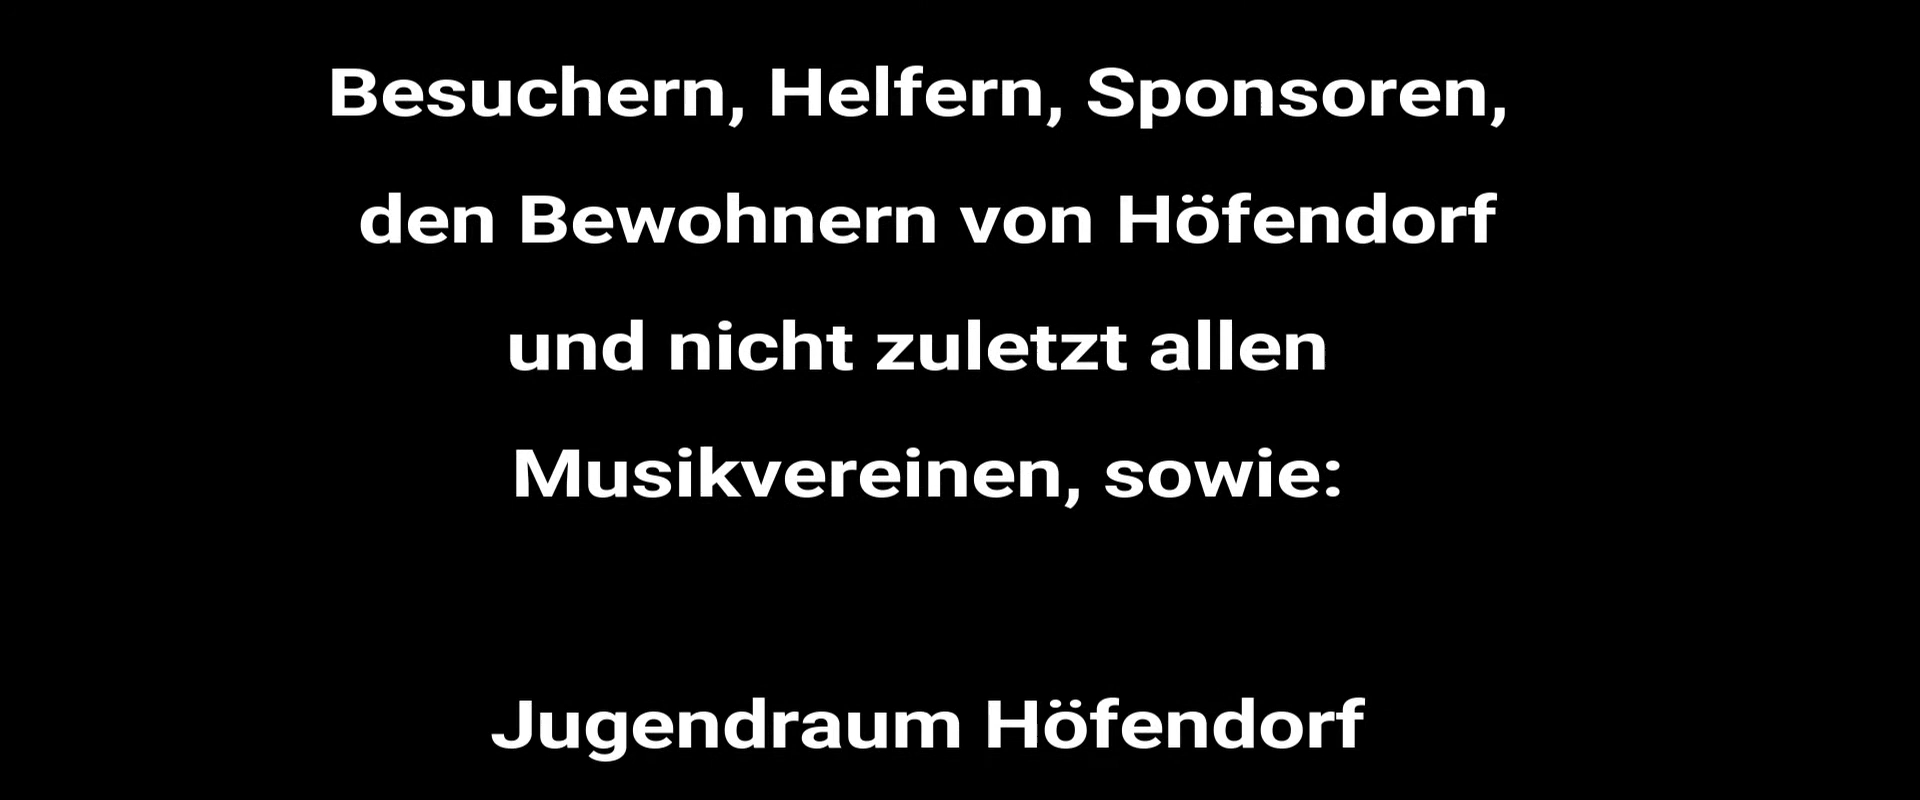 Besuchern, Helfern, Sponsoren,
den Bewohnern von Höfendorf
und nicht zuletzt allen
Musikvereinen, sowie:
Jugendraum Höfendorf